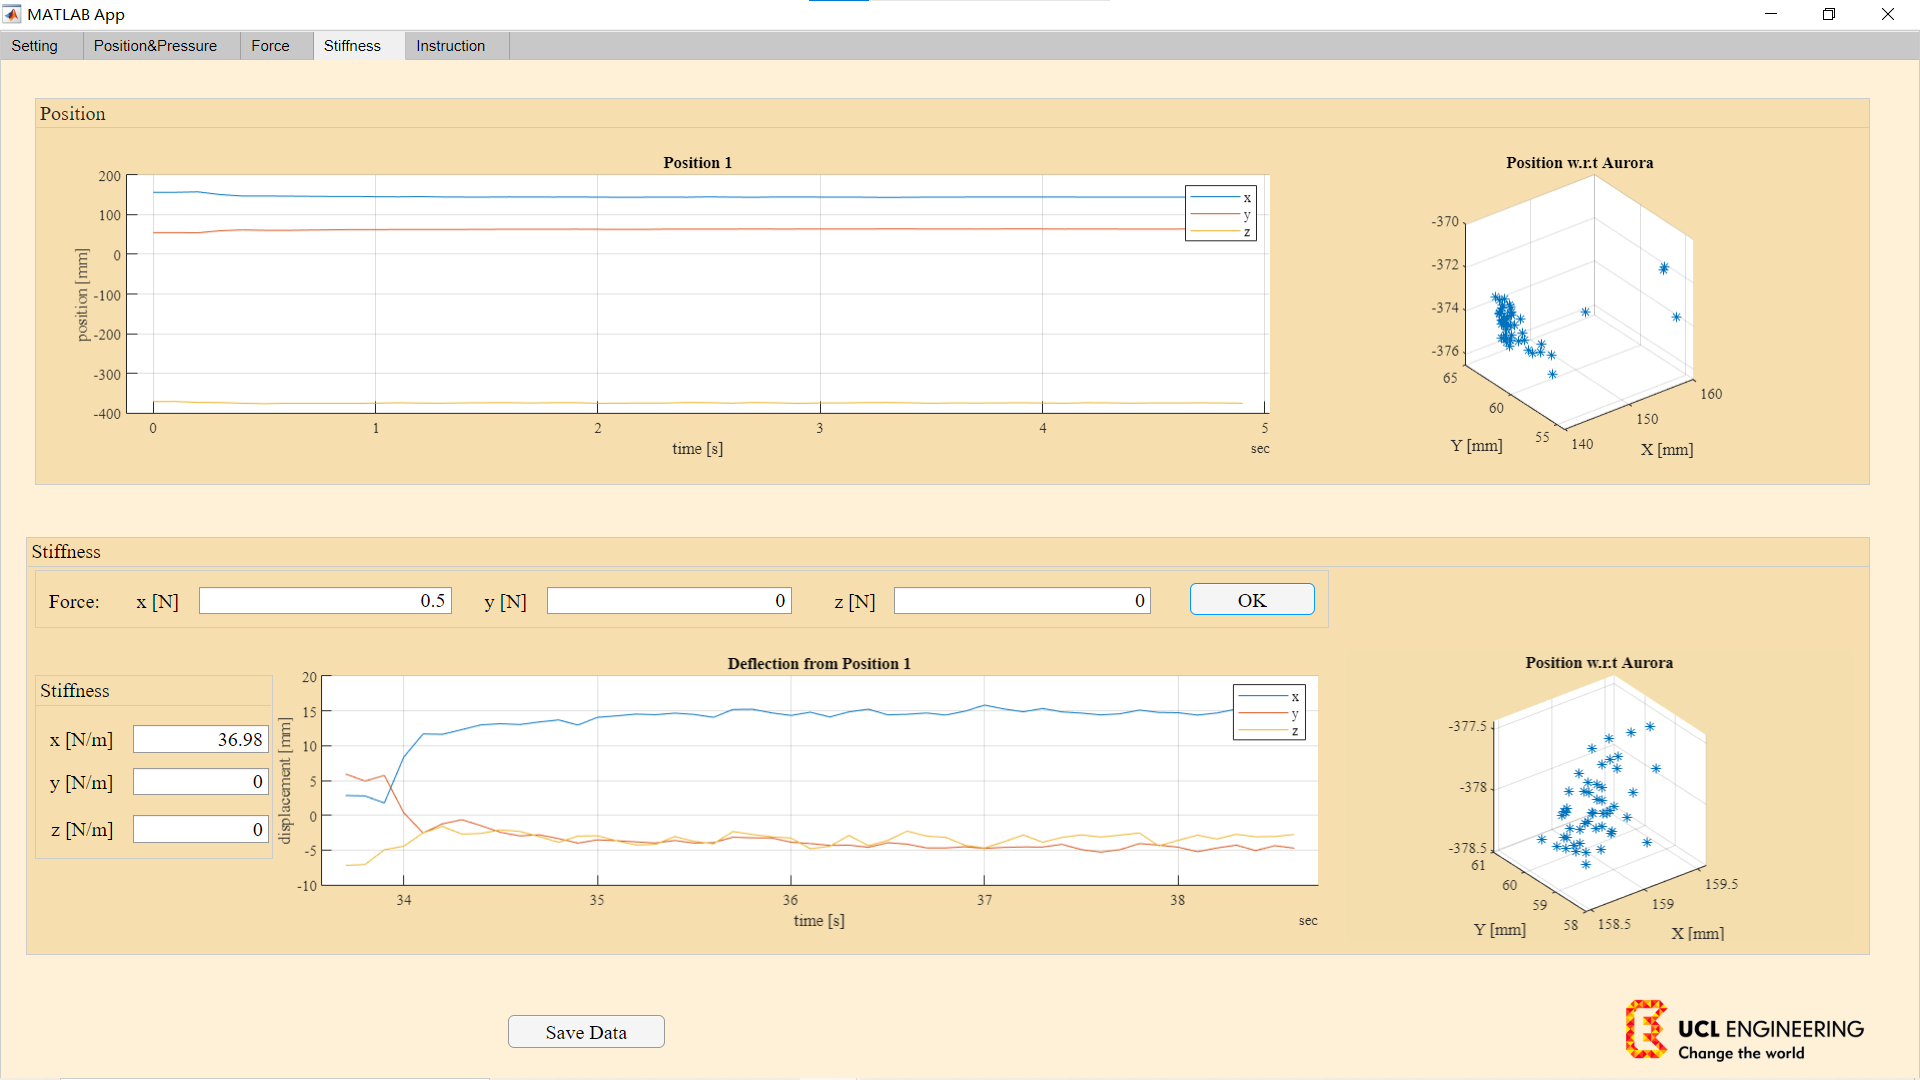 MATLAB App
Setting Position&Pressure Force Stiffness Instruction
Position
Position 1
position [mm]
200
100
0
-100
-200
-300
-400
0 1 2 3 4 5
time [s]
sec
x
y
z
Position w.r.t Aurora
-370
-372
-374
-376
65
60
55
140
150
160
Y [mm]
X [mm]
Stiffness
Force: x [N] 0.5 y [N] 0 z [N] 0 OK
Stiffness
x [N/m] 36.98
y [N/m] 0
z [N/m] 0
Deflection from Position 1
displacement [mm]
20
15
10
5
0
-5
-10
34 35 36 37 38
time [s]
sec
x
y
z
Position w.r.t Aurora
-377.5
-378
-378.5
61
60
59
58
158.5
159
159.5
Y [mm]
X [mm]
Save Data
UCL ENGINEERING
Change the world